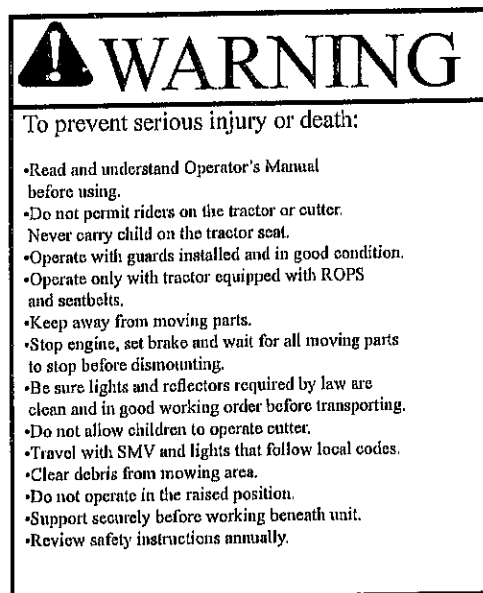 WARNING
To prevent serious injury or death:
•Read and understand Operator's Manual
before using.
•Do not permit riders on the tractor or cutter.
Never carry child on the tractor seat.
•Operate with guards installed and in good condition.
•Operate only with tractor equipped with ROPS
and seatbelts.
•Keep away from moving parts.
•Stop engine, set brake and wait for all moving parts
to stop before dismounting.
•Be sure lights and reflectors required by law are
clean and in good working order before transporting.
•Do not allow children to operate cutter.
•Travel with SMV and lights that follow local codes.
•Clear debris from mowing area.
•Do not operate in the raised position.
•Support securely before working beneath unit.
•Review safety instructions annually.